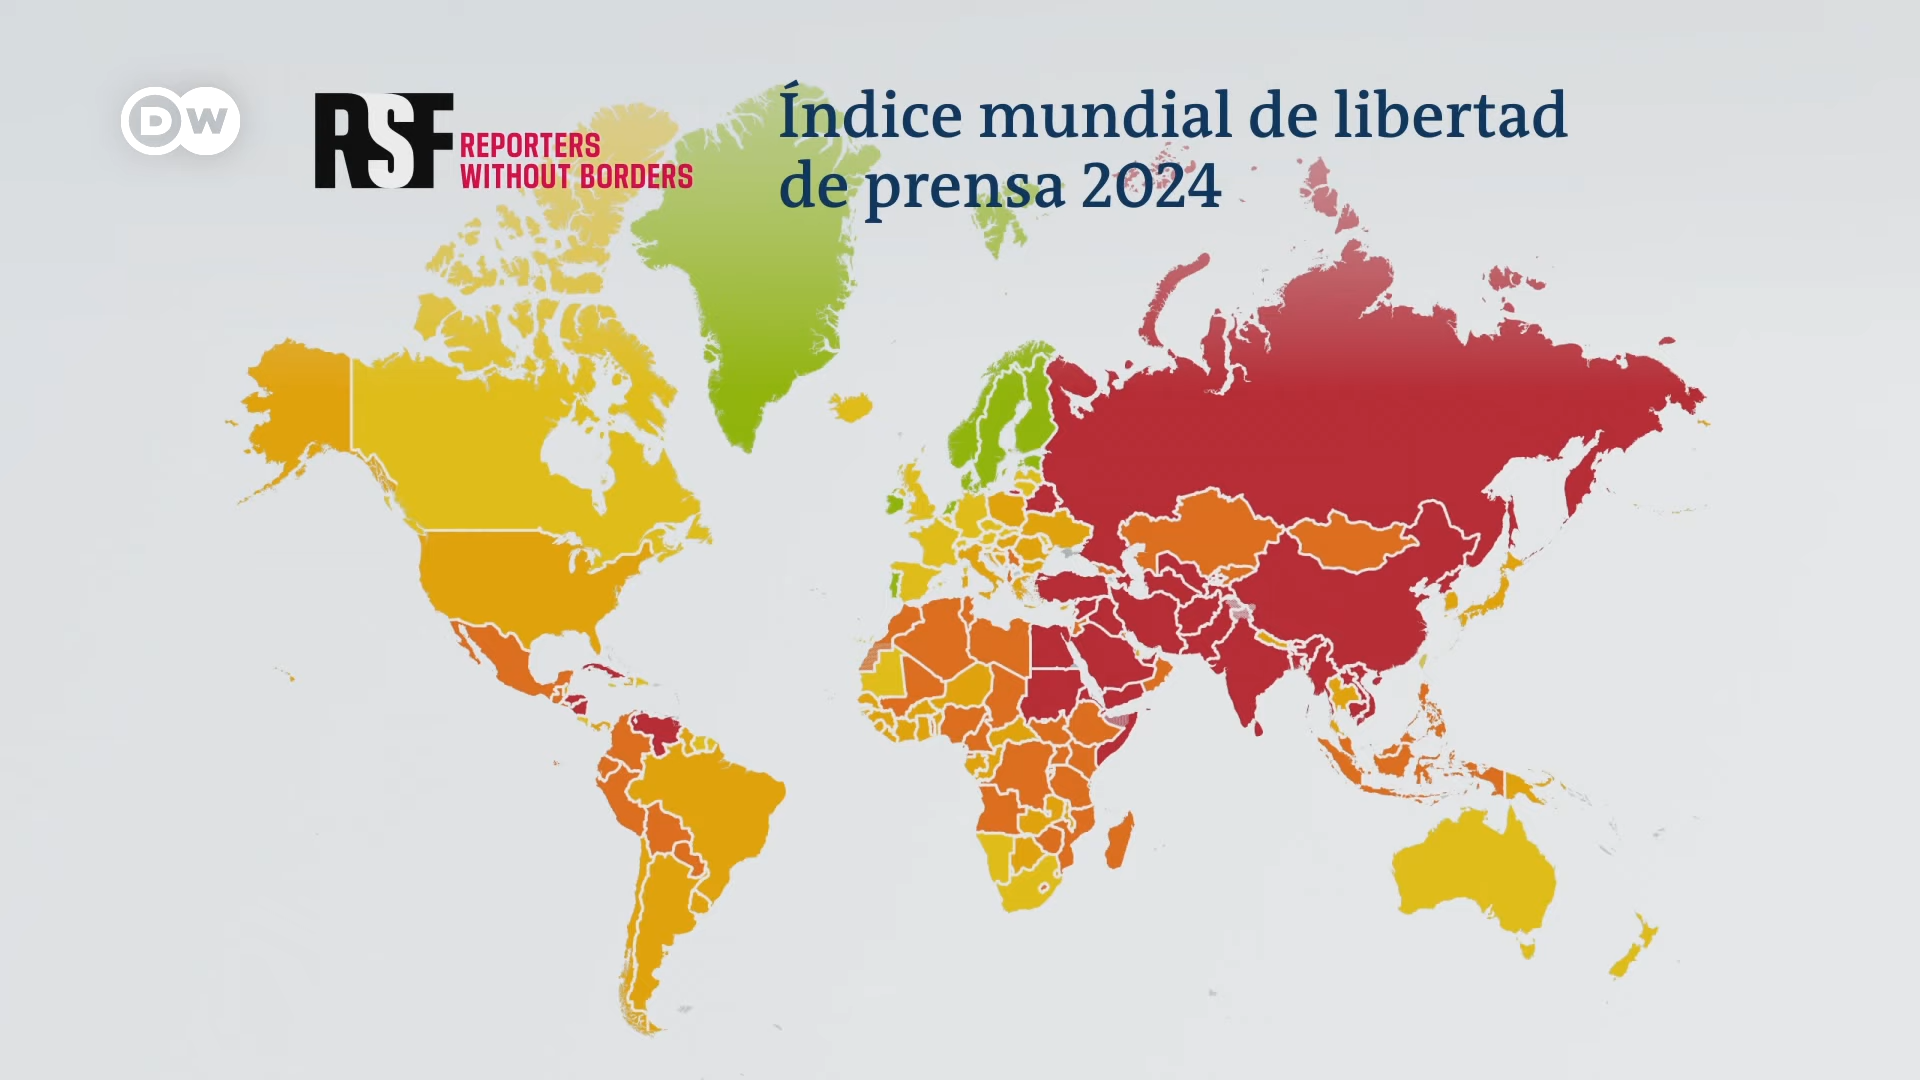 DW
RSF
REPORTERS
WITHOUT BORDERS
Índice mundial de libertad
de prensa 2024